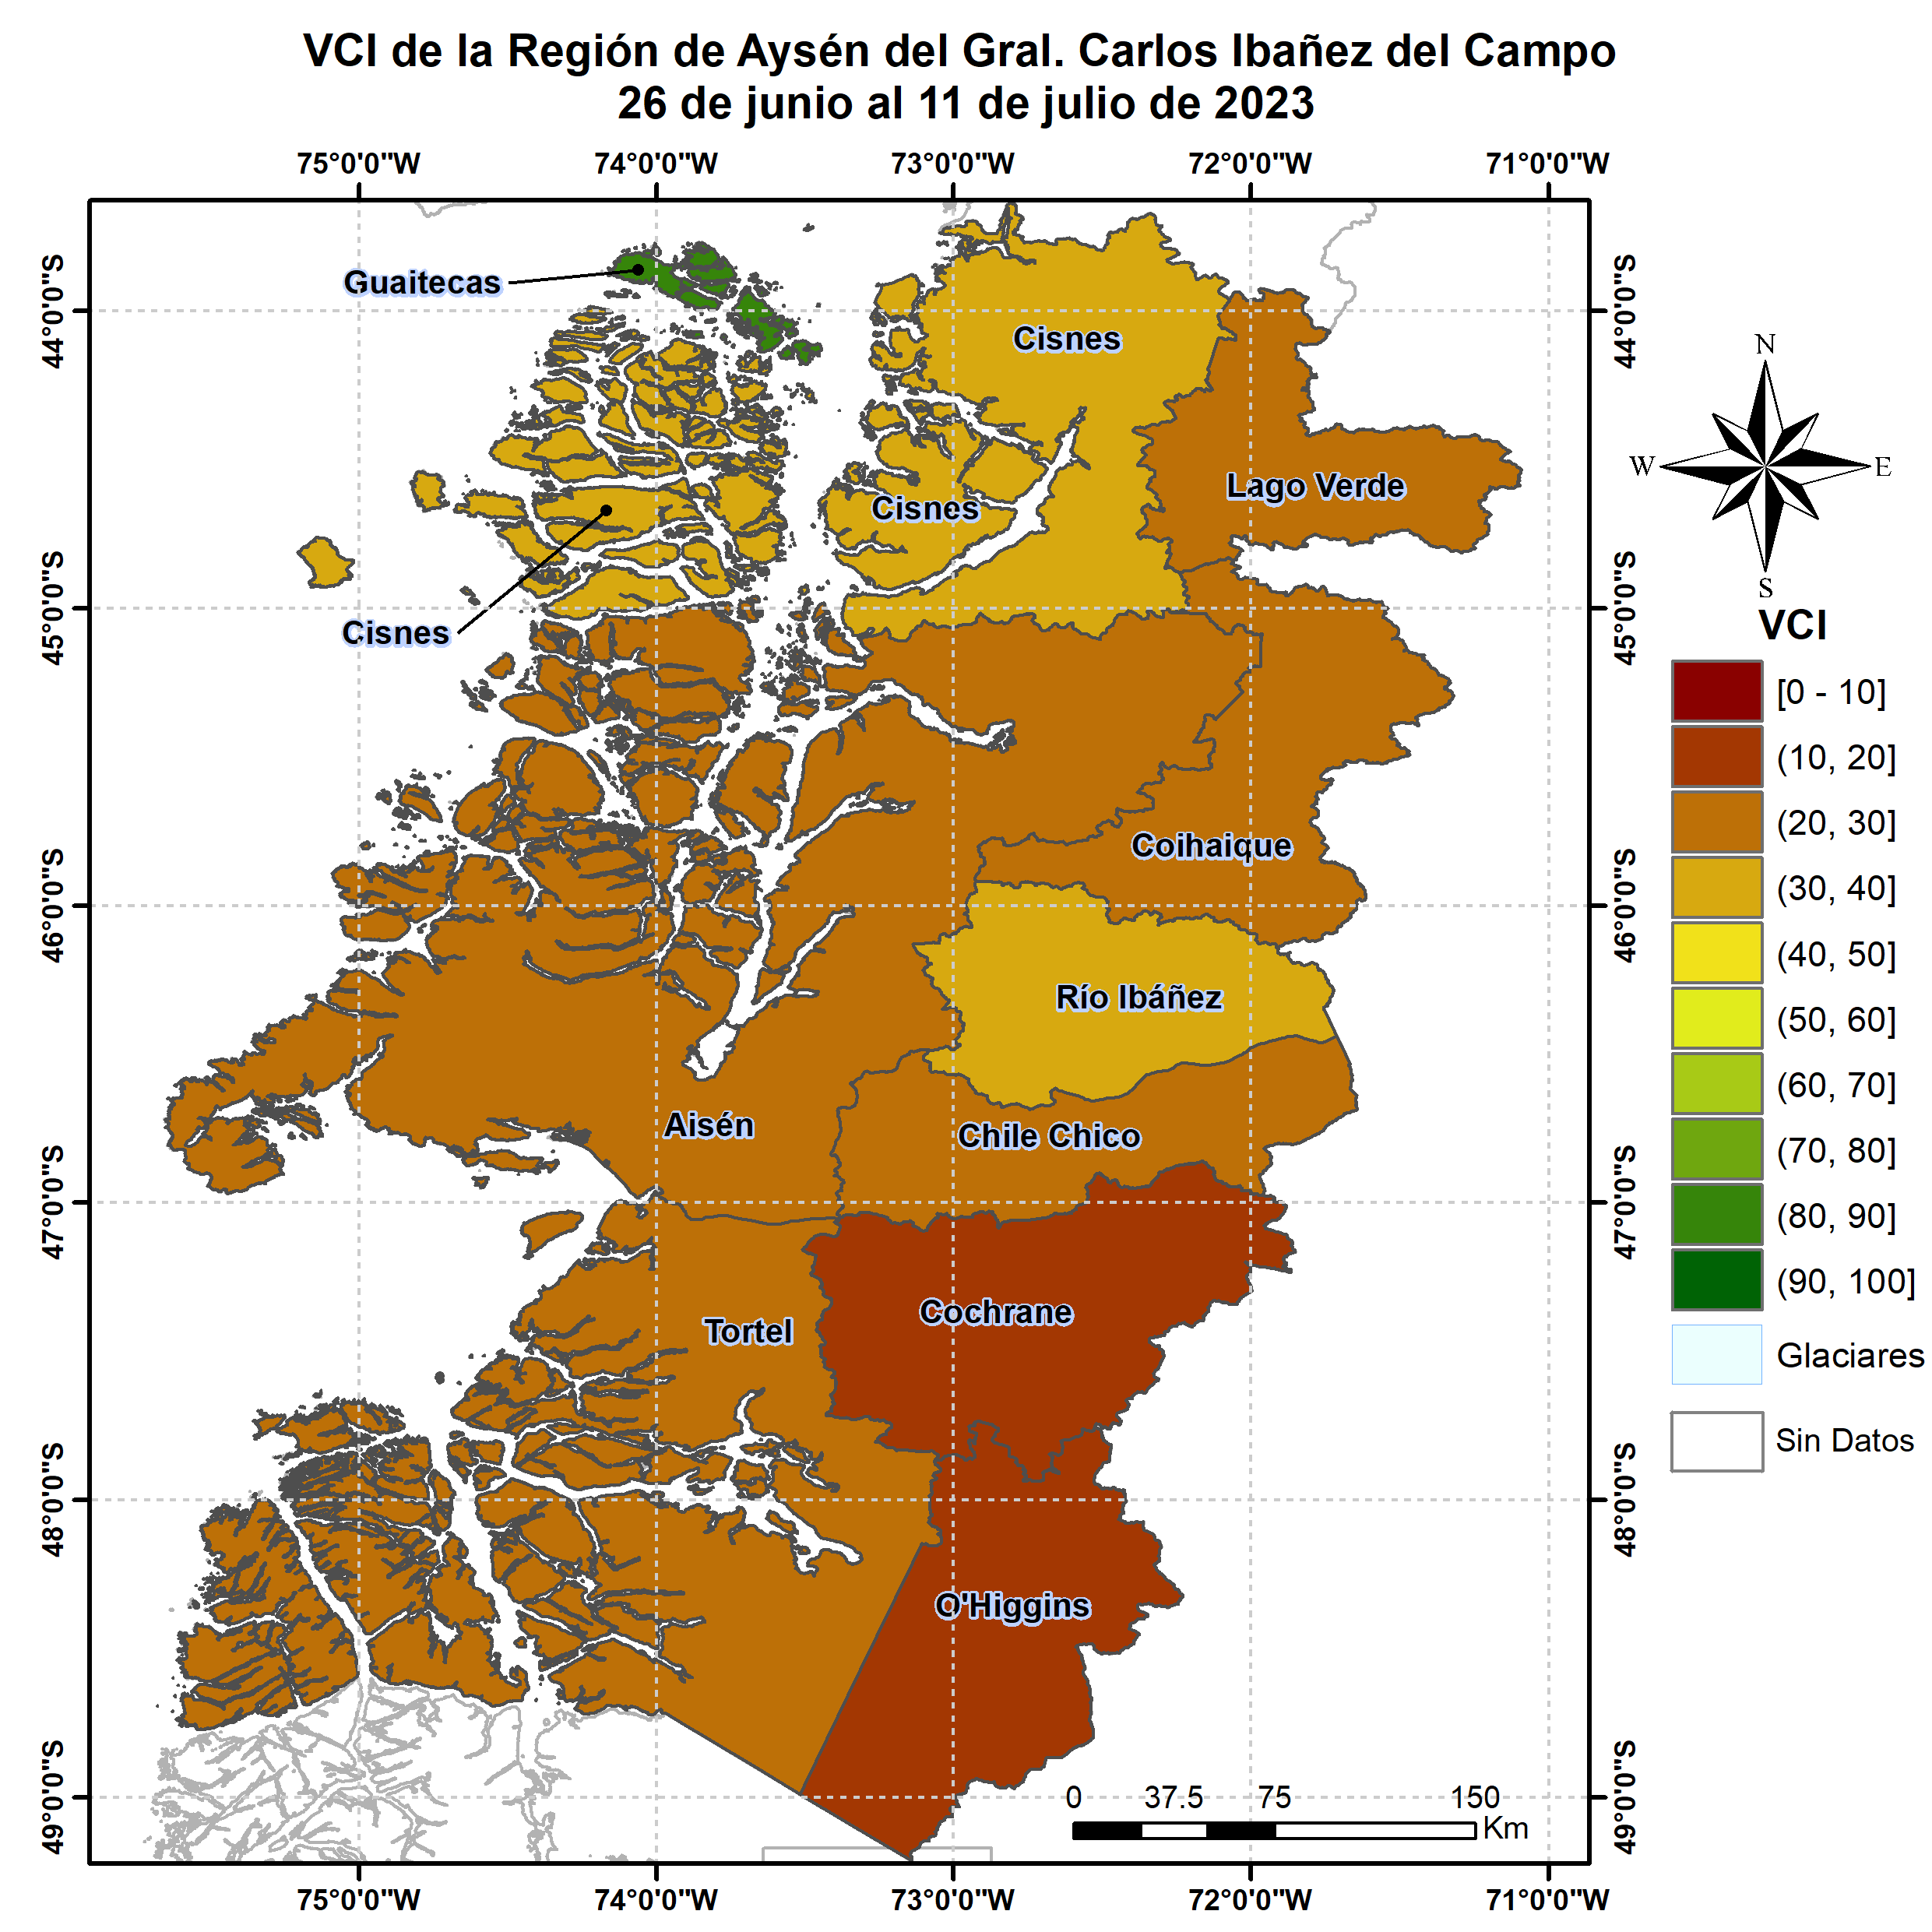 VCI de la Región de Aysén del Gral. Carlos Ibañez del Campo
26 de junio al 11 de julio de 2023
75°0'0"W 74°0'0"W 73°0'0"W 72°0'0"W 71°0'0"W
44°0'0"S
45°0'0"S
46°0'0"S
47°0'0"S
48°0'0"S
49°0'0"S
Guaitecas
Cisnes
Lago Verde
Cisnes
Cisnes
Coihaique
Río Ibáñez
Aisén
Chile Chico
Cochrane
Tortel
O'Higgins
0 37.5 75 150
Km
44°0'0"S
45°0'0"S
46°0'0"S
47°0'0"S
48°0'0"S
49°0'0"S
75°0'0"W 74°0'0"W 73°0'0"W 72°0'0"W 71°0'0"W
N
W E
S
VCI
[0 - 10]
(10, 20]
(20, 30]
(30, 40]
(40, 50]
(50, 60]
(60, 70]
(70, 80]
(80, 90]
(90, 100]
Glaciares
Sin Datos